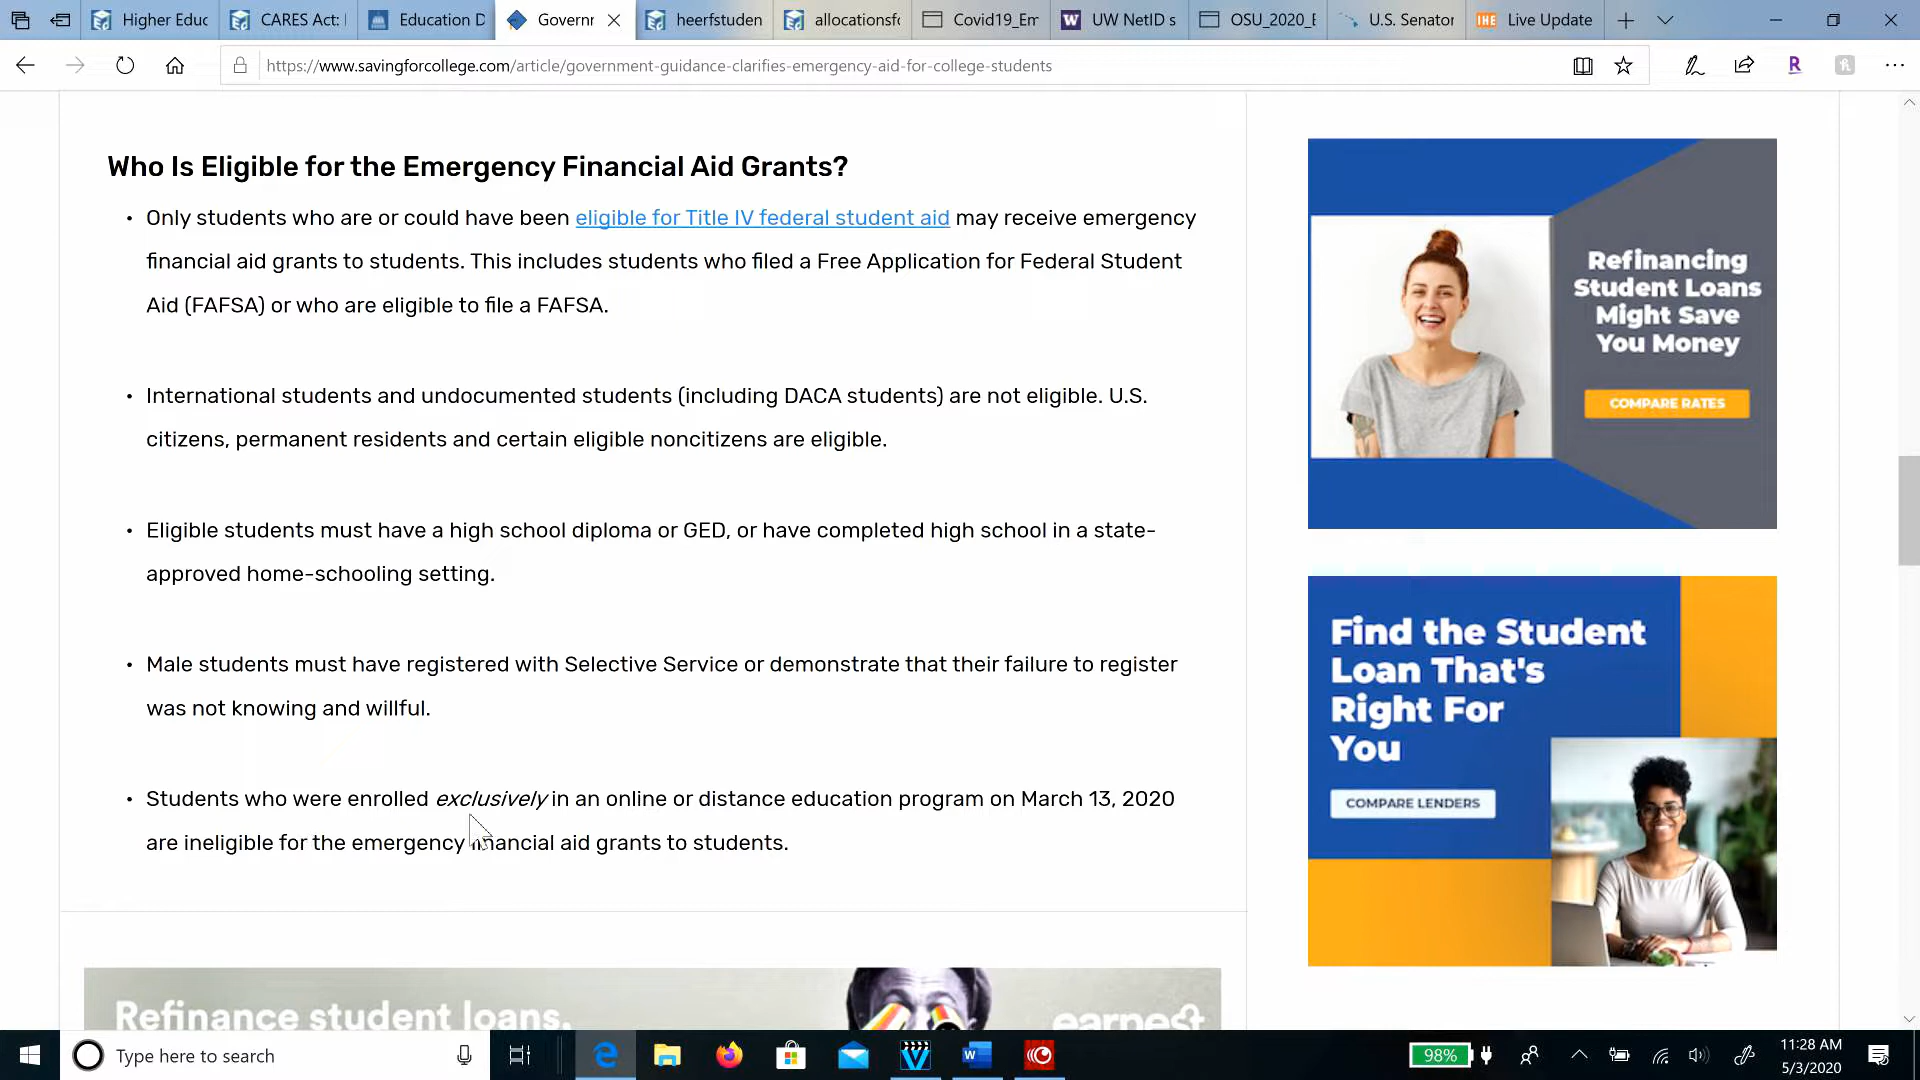 Higher Educ
CARES Act:
Education D
Governr
heerfstuden
allocationsfo
Covid19_Em
UW NetID s
OSU_2020_E
U.S. Senator
Live Update
https://www.savingforcollege.com/article/government-guidance-clarifies-emergency-aid-for-college-students
Who Is Eligible for the Emergency Financial Aid Grants?
• Only students who are or could have been eligible for Title IV federal student aid may receive emergency
financial aid grants to students. This includes students who filed a Free Application for Federal Student
Aid (FAFSA) or who are eligible to file a FAFSA.
• International students and undocumented students (including DACA students) are not eligible. U.S.
citizens, permanent residents and certain eligible noncitizens are eligible.
• Eligible students must have a high school diploma or GED, or have completed high school in a state-
approved home-schooling setting.
• Male students must have registered with Selective Service or demonstrate that their failure to register
was not knowing and willful.
• Students who were enrolled exclusively in an online or distance education program on March 13, 2020
are ineligible for the emergency financial aid grants to students.
Refinancing
Student Loans
Might Save
You Money
COMPARE RATES
Find the Student
Loan That's
Right For
You
COMPARE LENDERS
Refinance student loans.
earnest
Type here to search
98%
11:28 AM
5/3/2020